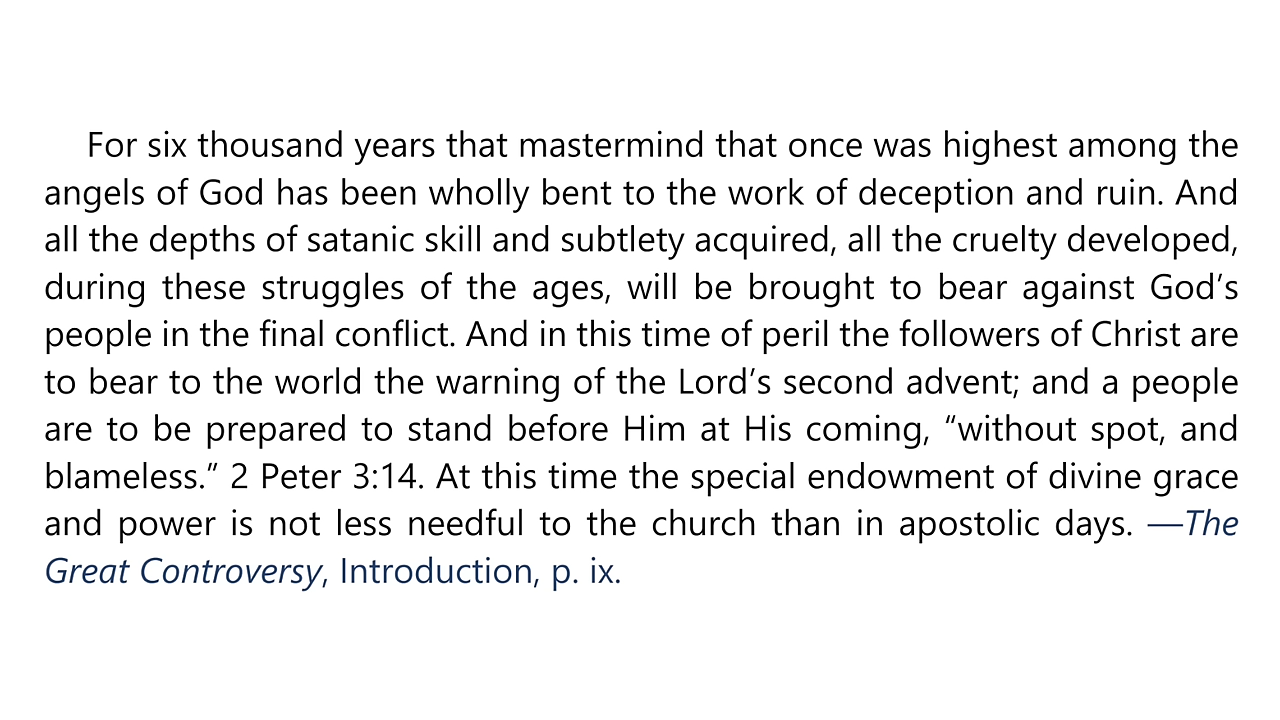 For six thousand years that mastermind that once was highest among the
angels of God has been wholly bent to the work of deception and ruin. And
all the depths of satanic skill and subtlety acquired, all the cruelty developed,
during these struggles of the ages, will be brought to bear against God’s
people in the final conflict. And in this time of peril the followers of Christ are
to bear to the world the warning of the Lord’s second advent; and a people
are to be prepared to stand before Him at His coming, “without spot, and
blameless.” 2 Peter 3:14. At this time the special endowment of divine grace
and power is not less needful to the church than in apostolic days. —The
Great Controversy, Introduction, p. ix.